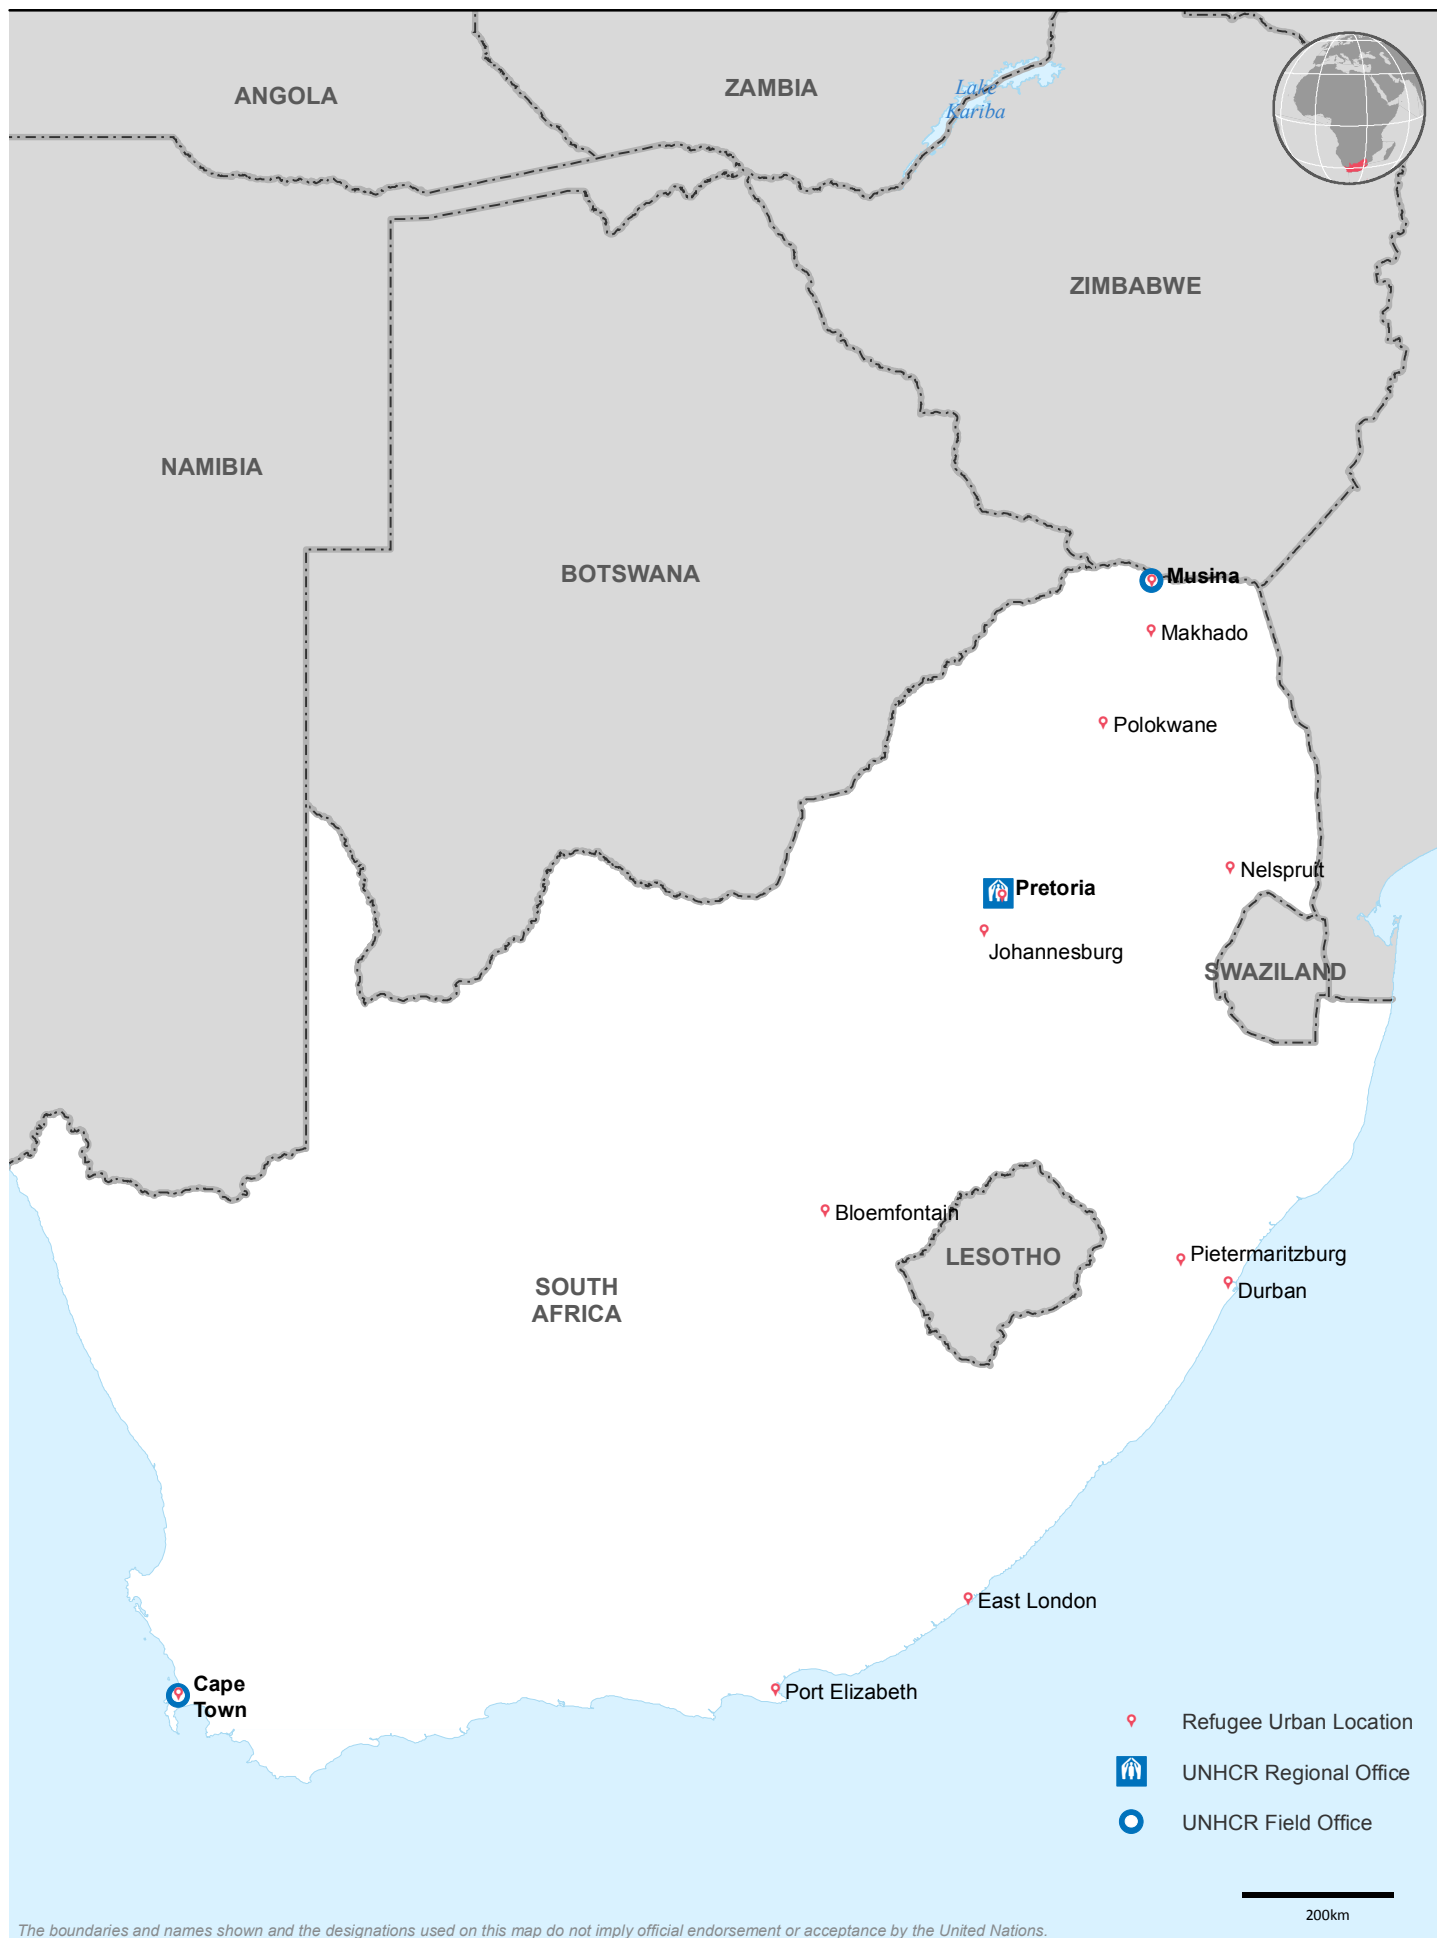 ANGOLA
ZAMBIA
Lake
Kariba
ZIMBABWE
NAMIBIA
BOTSWANA
Musina
Makhado
Polokwane
Nelspruit
Pretoria
Johannesburg
SWAZILAND
Bloemfontain
LESOTHO
Pietermaritzburg
Durban
SOUTH
AFRICA
East London
Cape
Town
Port Elizabeth
Refugee Urban Location
UNHCR Regional Office
UNHCR Field Office
200km
The boundaries and names shown and the designations used on this map do not imply official endorsement or acceptance by the United Nations.